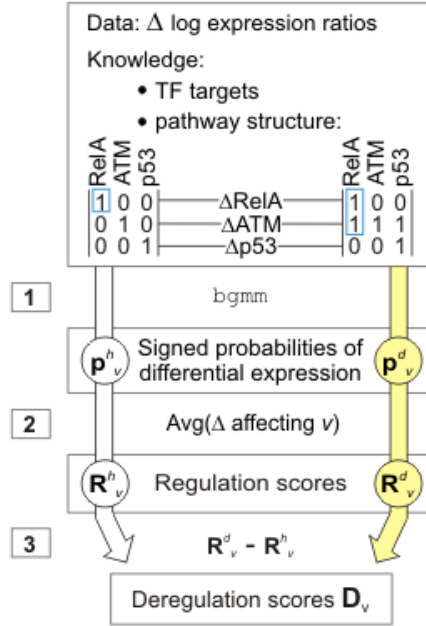 Data: Δ log expression ratios
Knowledge:
• TF targets
• pathway structure:
RelA ATM p53 RelA ATM p53
1 0 0 ΔRelA 1 0 0
0 1 0 ΔATM 1 1 1
0 0 1 Δp53 0 0 1
1 bgmm
p^h_v Signed probabilities of differential expression p^d_v
2 Avg(Δ affecting v)
R^h_v Regulation scores R^d_v
3 R^d_v - R^h_v
Deregulation scores D_v